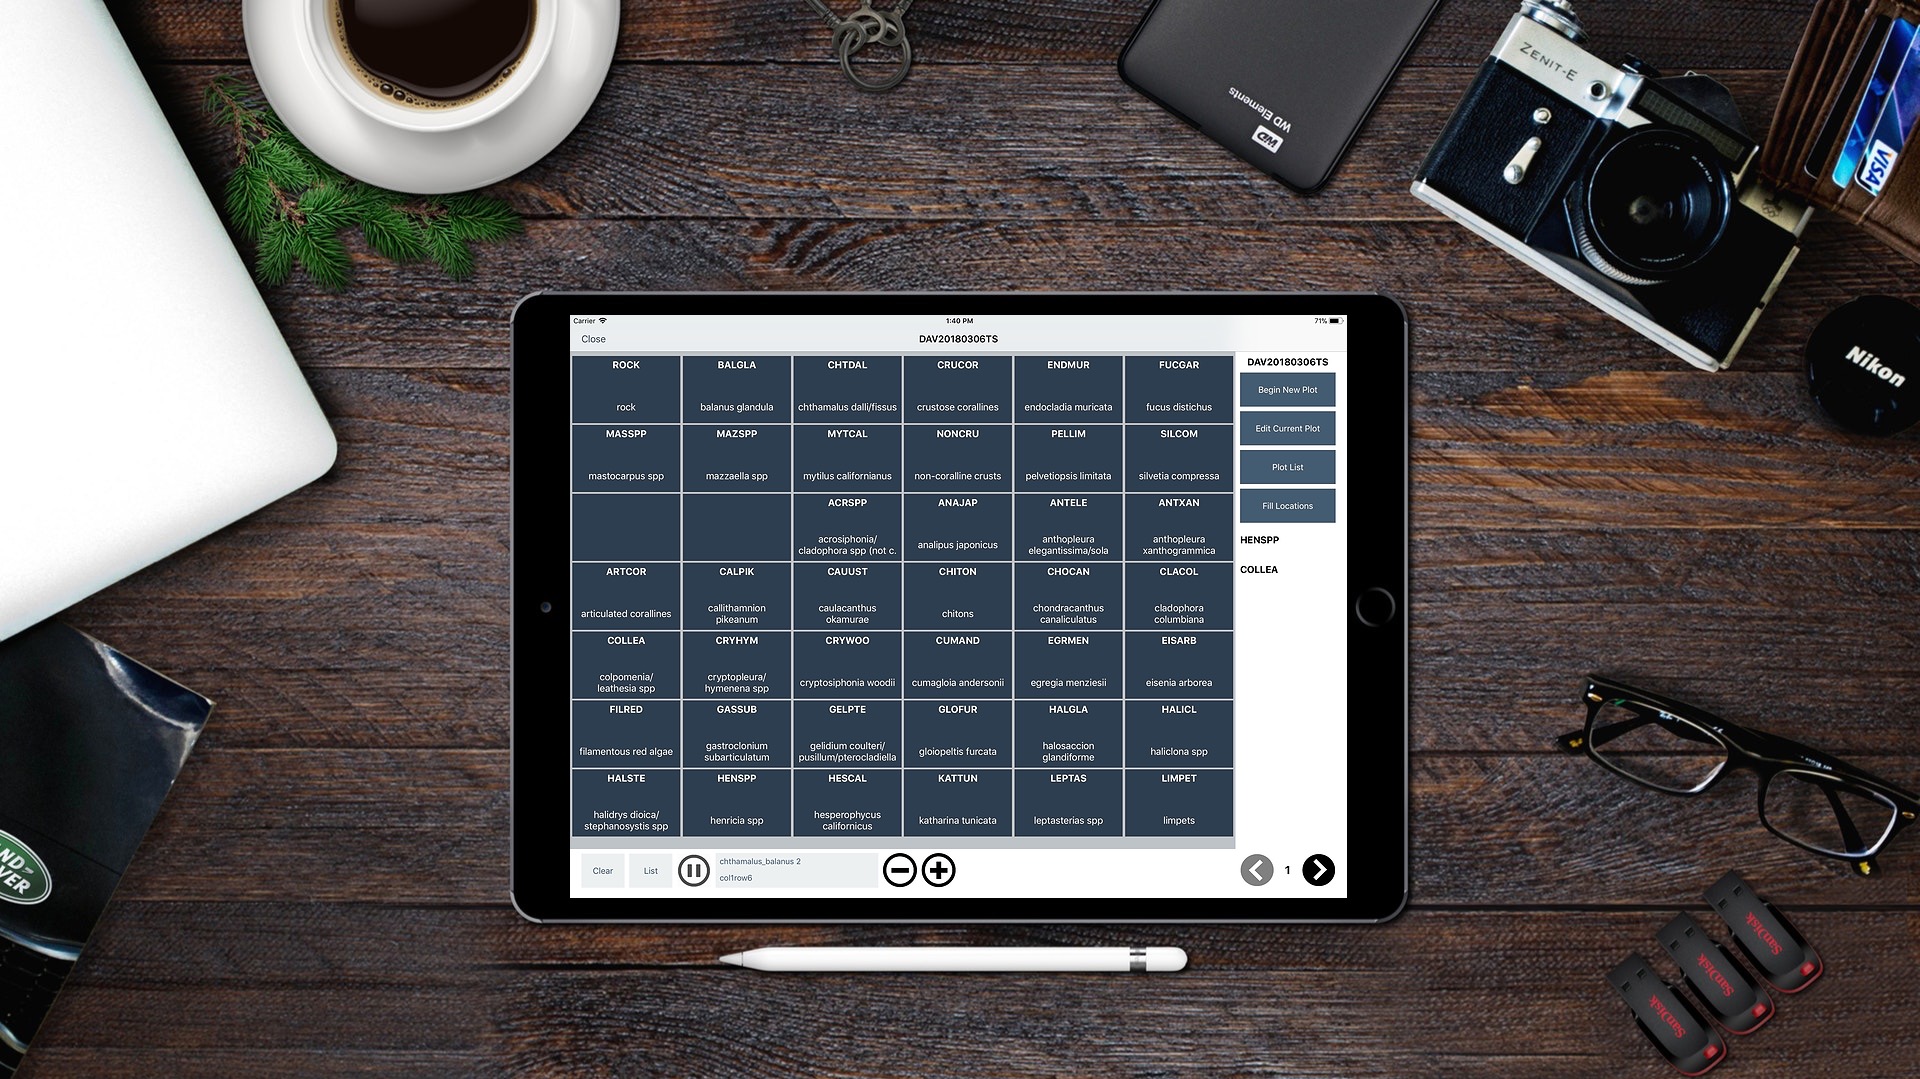 WD Elements
WD
ZENIT-E
VISA
Nikon
Carrier
1:40 PM
71%
Close
DAV20180306TS
ROCK
rock
BALGLA
balanus glandula
CHTDAL
chthamalus dalli/fissus
CRUCOR
crustose corallines
ENDMUR
endocladia muricata
FUCGAR
fucus distichus
MASSPP
mastocarpus spp
MAZSPP
mazzaella spp
MYTCAL
mytilus californianus
NONCRU
non-coralline crusts
PELLIM
pelvetiopsis limitata
SILCOM
silvetia compressa
ACRSPP
acrosiphonia/
cladophora spp (not c.
ANAJAP
analipus japonicus
ANTELE
anthopleura
elegantissima/sola
ANTXAN
anthopleura
xanthogrammica
ARTCOR
articulated corallines
CALPIK
callithamnion
pikeanum
CAUUST
caulacanthus
okamurae
CHITON
chitons
CHOCAN
chondracanthus
canaliculatus
CLACOL
cladophora
columbiana
COLLEA
colpomenia/
leathesia spp
CRYHYM
cryptopleura/
hymenena spp
CRYWOO
cryptosiphonia woodii
CUMAND
cumagloia andersonii
EGRMEN
egregia menziesii
EISARB
eisenia arborea
FILRED
filamentous red algae
GASSUB
gastroclonium
subarticulatum
GELPTE
gelidium coulteri/
pusillum/pterocladiella
GLOFUR
gloiopeltis furcata
HALGLA
halosaccion
glandiforme
HALICL
haliclona spp
HALSTE
halidrys dioica/
stephanosystis spp
HENSPP
henricia spp
HESCAL
hesperophycus
californicus
KATTUN
katharina tunicata
LEPTAS
leptasterias spp
LIMPET
limpets
DAV20180306TS
Begin New Plot
Edit Current Plot
Plot List
Fill Locations
HENSPP
COLLEA
Clear
List
chthamalus_balanus 2
col1row6
1
ND
VER
SanDisk
SanDisk
SanDisk